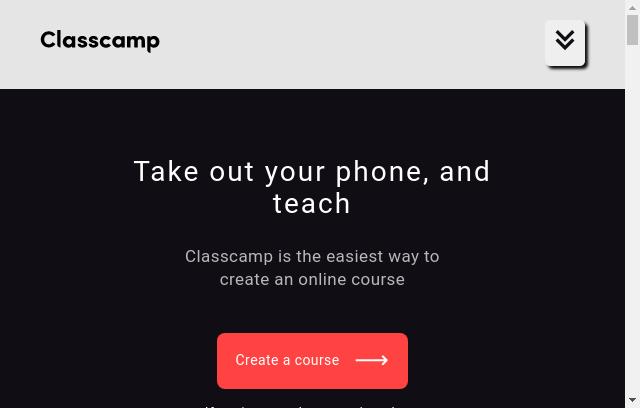 Classcamp
Take out your phone, and
teach
Classcamp is the easiest way to
create an online course
Create a course